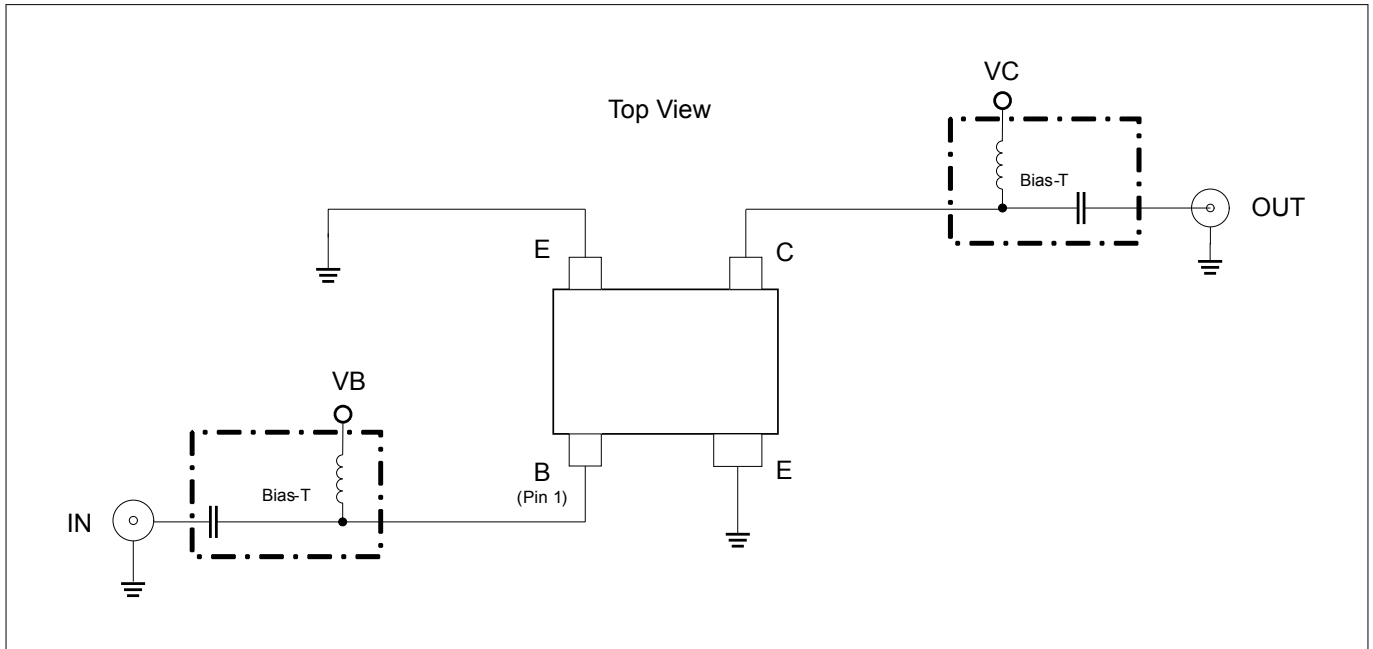 VC
Top View
Bias-T
OUT
E
C
VB
B
(Pin 1)
E
Bias-T
IN